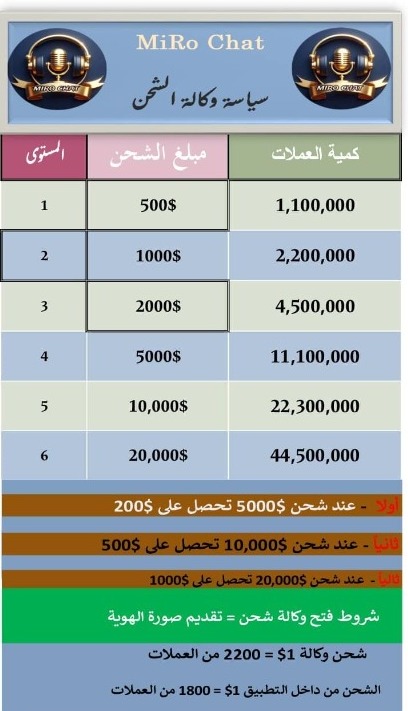 MiRo Chat
سياسة وكالة الشحن
MIRO CHAT
MIRO CHAT
المستوى مبلغ الشحن كمية العملات
1 500$ 1,100,000
2 1000$ 2,200,000
3 2000$ 4,500,000
4 5000$ 11,100,000
5 10,000$ 22,300,000
6 20,000$ 44,500,000
أولا - عند شحن 5000$ تحصل على 200$
ثانيا - عند شحن 10,000$ تحصل على 500$
ثالثا - عند شحن 20,000$ تحصل على 1000$
شروط فتح وكالة شحن = تقديم صورة الهوية
شحن وكالة 1$ = 2200 من العملات
الشحن من داخل التطبيق 1$ = 1800 من العملات